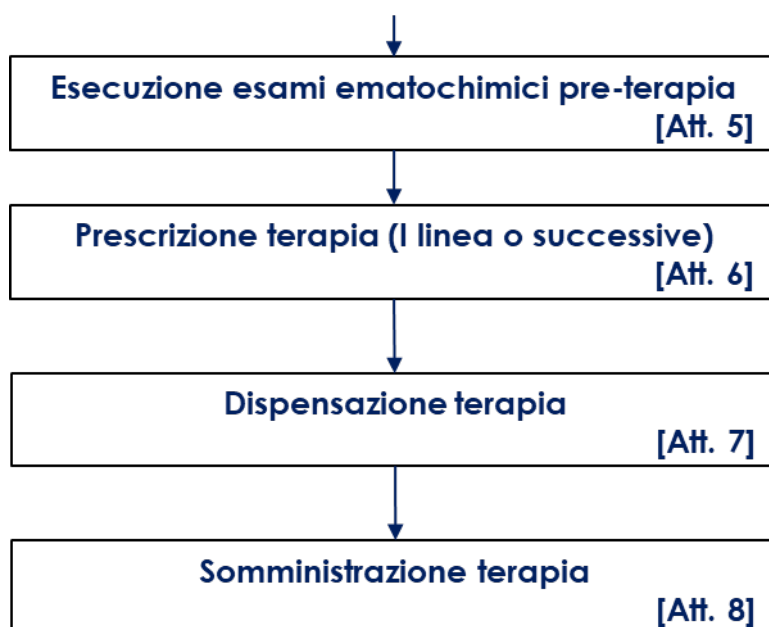 Esecuzione esami ematochimici pre-terapia
[Att. 5]
Prescrizione terapia (I linea o successive)
[Att. 6]
Dispensazione terapia
[Att. 7]
Somministrazione terapia
[Att. 8]